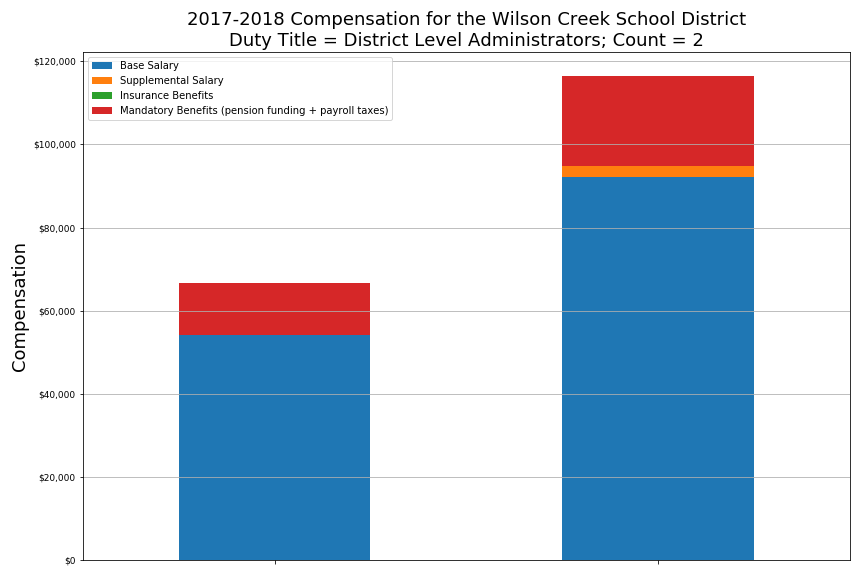 2017-2018 Compensation for the Wilson Creek School District
Duty Title = District Level Administrators; Count = 2
$120,000
Base Salary
Supplemental Salary
Insurance Benefits
Mandatory Benefits (pension funding + payroll taxes)
$100,000
$80,000
$60,000
$40,000
$20,000
$0
Compensation